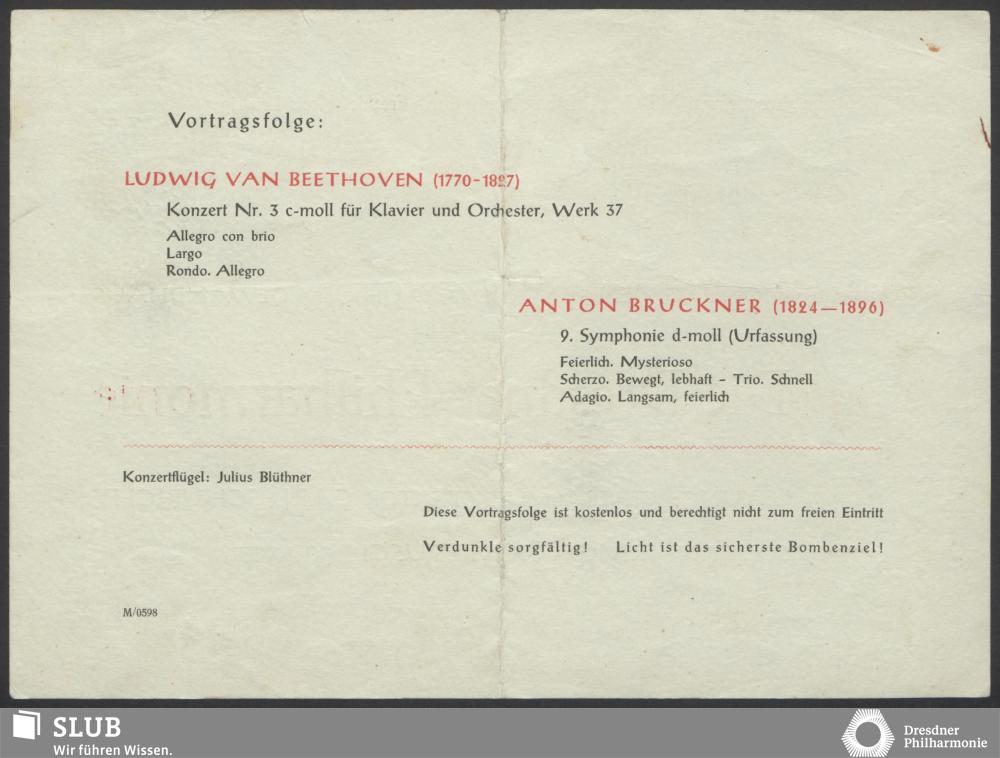 Vortragsfolge:
LUDWIG VAN BEETHOVEN (1770-1827)
Konzert Nr. 3 c-moll für Klavier und Orchester, Werk 37
Allegro con brio
Largo
Rondo. Allegro
ANTON BRUCKNER (1824—1896)
9. Symphonie d-moll (Urfassung)
Feierlich. Mysterioso
Scherzo. Bewegt, lebhaft – Trio. Schnell
Adagio. Langsam, feierlich
Konzertflügel: Julius Blüthner
Diese Vortragsfolge ist kostenlos und berechtigt nicht zum freien Eintritt
Verdunkle sorgfältig! Licht ist das sicherste Bombenziel!
M/0598
SLUB
Wir führen Wissen.
Dresdner
Philharmonie